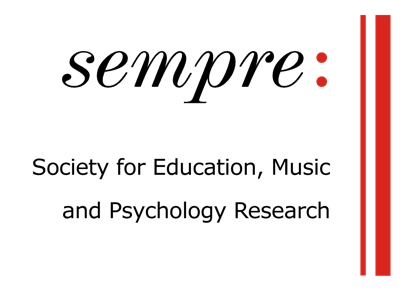 sempre:
Society for Education, Music
and Psychology Research